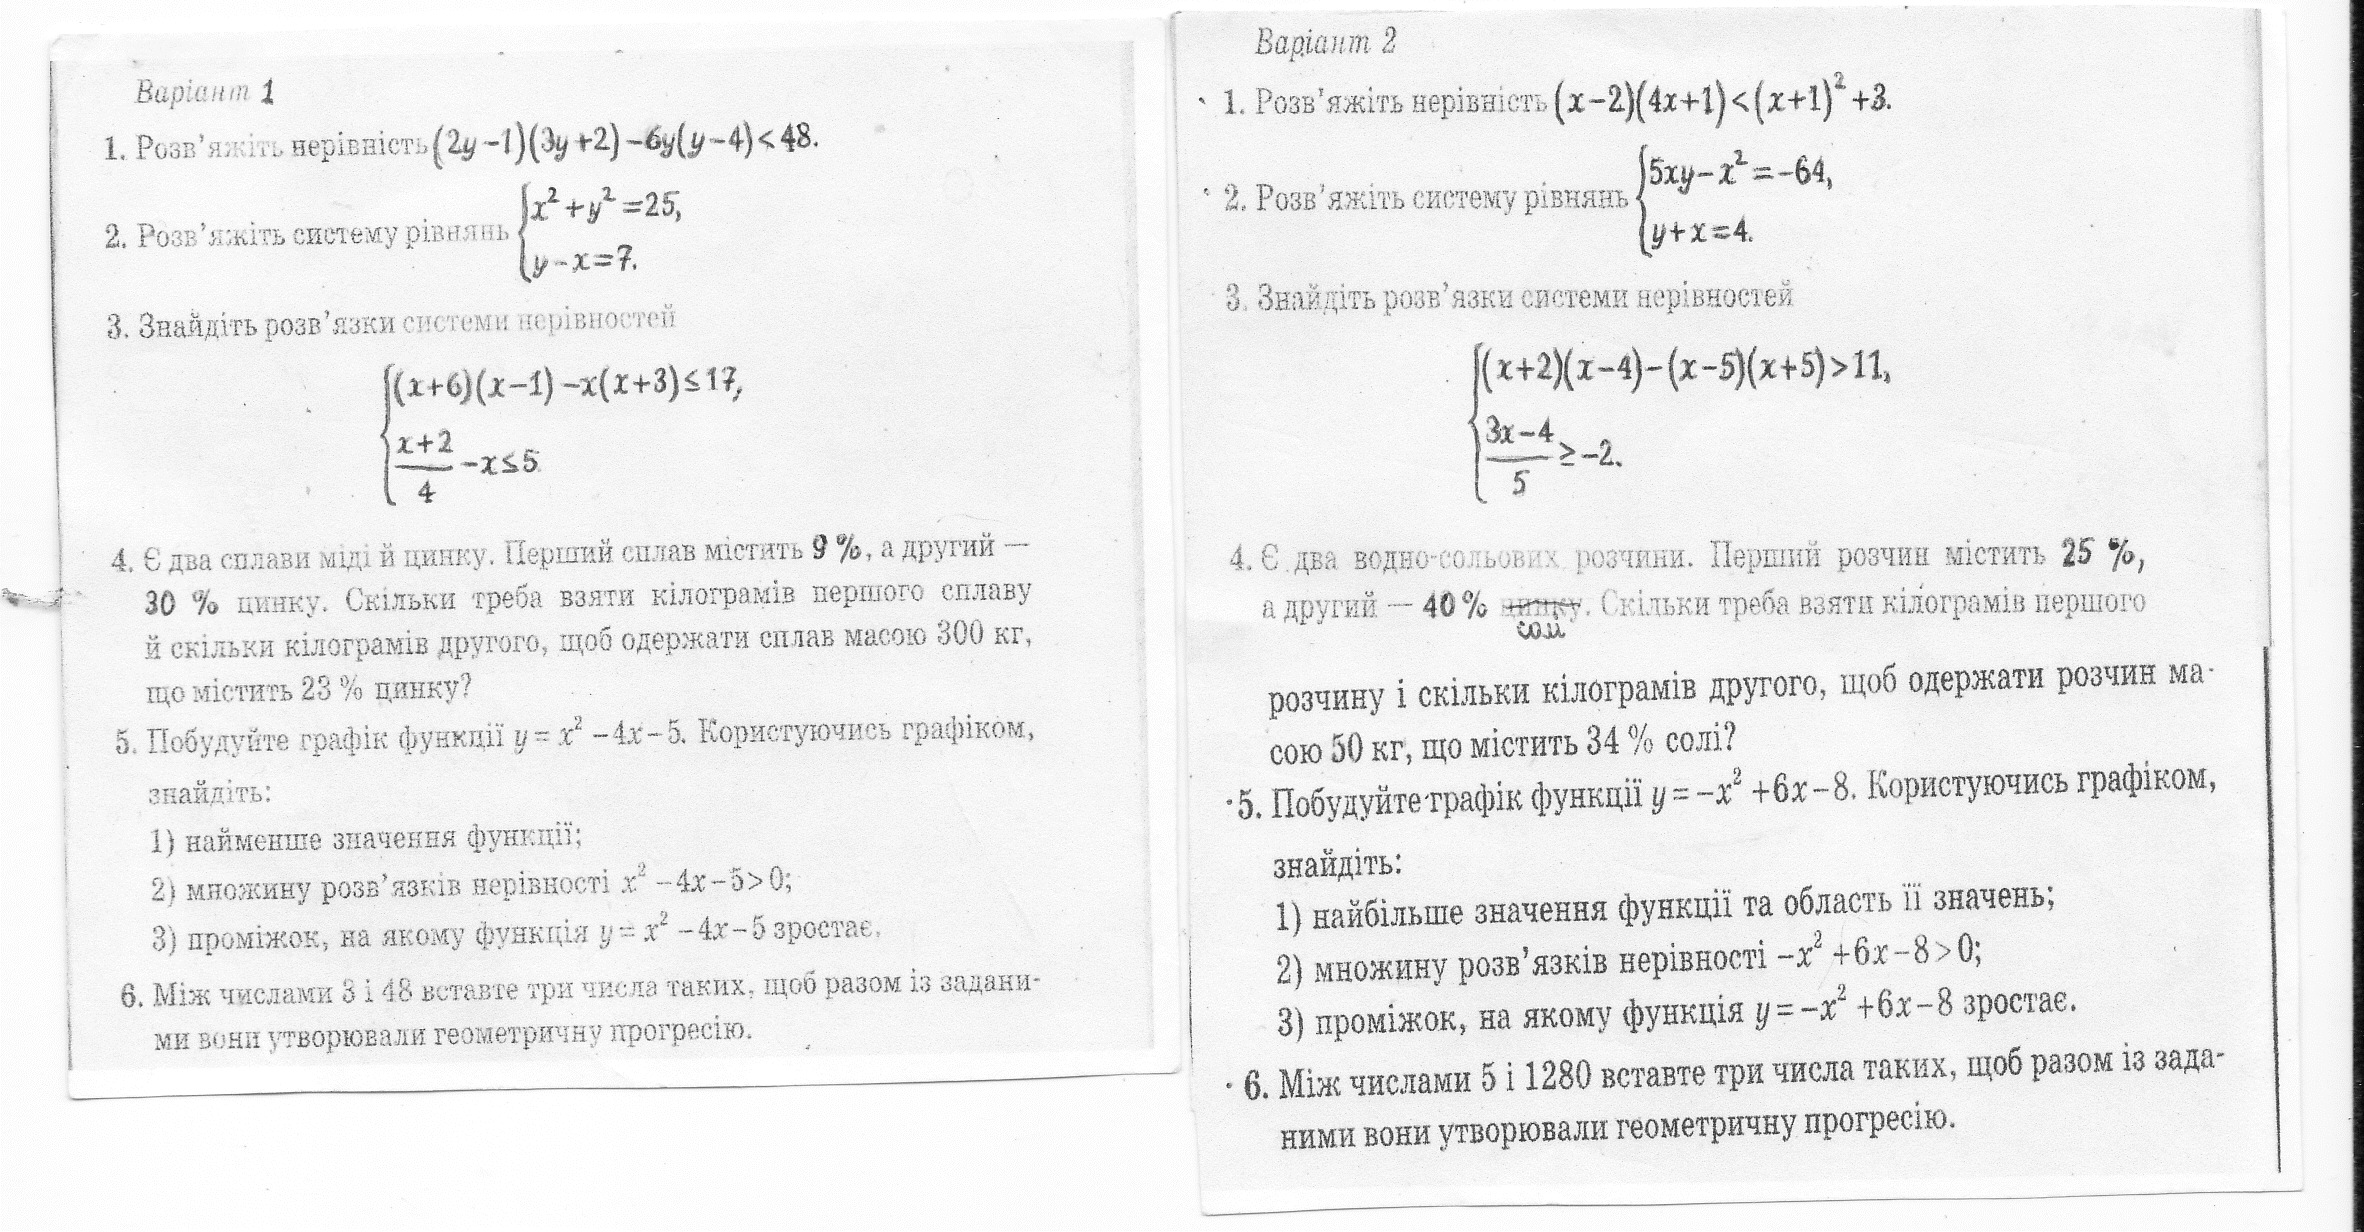 Варіант 1
1. Розв'яжіть нерівність (2y−1)(3y+2)−6y(y−4)<48.
2. Розв'яжіть систему рівнянь { x²+y²=25,
y−x=7.
3. Знайдіть розв'язки системи нерівностей
{ (x+6)(x−1)−x(x+3)≤17,
(x+2)/4 −x≤5
4. Є два сплави міді й цинку. Перший сплав містить 9 %, а другий —
30 % цинку. Скільки треба взяти кілограмів першого сплаву
й скільки кілограмів другого, щоб одержати сплав масою 300 кг,
що містить 23 % цинку?
5. Побудуйте графік функції y = x² −4x−5. Користуючись графіком,
знайдіть:
1) найменше значення функції;
2) множину розв'язків нерівності x² −4x−5>0;
3) проміжок, на якому функція y = x² −4x−5 зростає.
6. Між числами 3 і 48 вставте три числа таких, щоб разом із задани-
ми вони утворювали геометричну прогресію.
Варіант 2
1. Розв'яжіть нерівність (x−2)(4x+1)<(x+1)²+3.
2. Розв'яжіть систему рівнянь { 5xy−x²=−64,
y+x=4.
3. Знайдіть розв'язки системи нерівностей
{ (x+2)(x−4)−(x−5)(x+5)>11,
(3x−4)/5 ≥−2.
4. Є два водно-сольових розчини. Перший розчин містить 25 %,
а другий — 40 % цинку. Скільки треба взяти кілограмів першого
солі
розчину і скільки кілограмів другого, щоб одержати розчин ма-
сою 50 кг, що містить 34 % солі?
5. Побудуйте графік функції y = −x² +6x−8. Користуючись графіком,
знайдіть:
1) найбільше значення функції та область її значень;
2) множину розв'язків нерівності −x² +6x−8>0;
3) проміжок, на якому функція y = −x² +6x−8 зростає.
6. Між числами 5 і 1280 вставте три числа таких, щоб разом із зада-
ними вони утворювали геометричну прогресію.